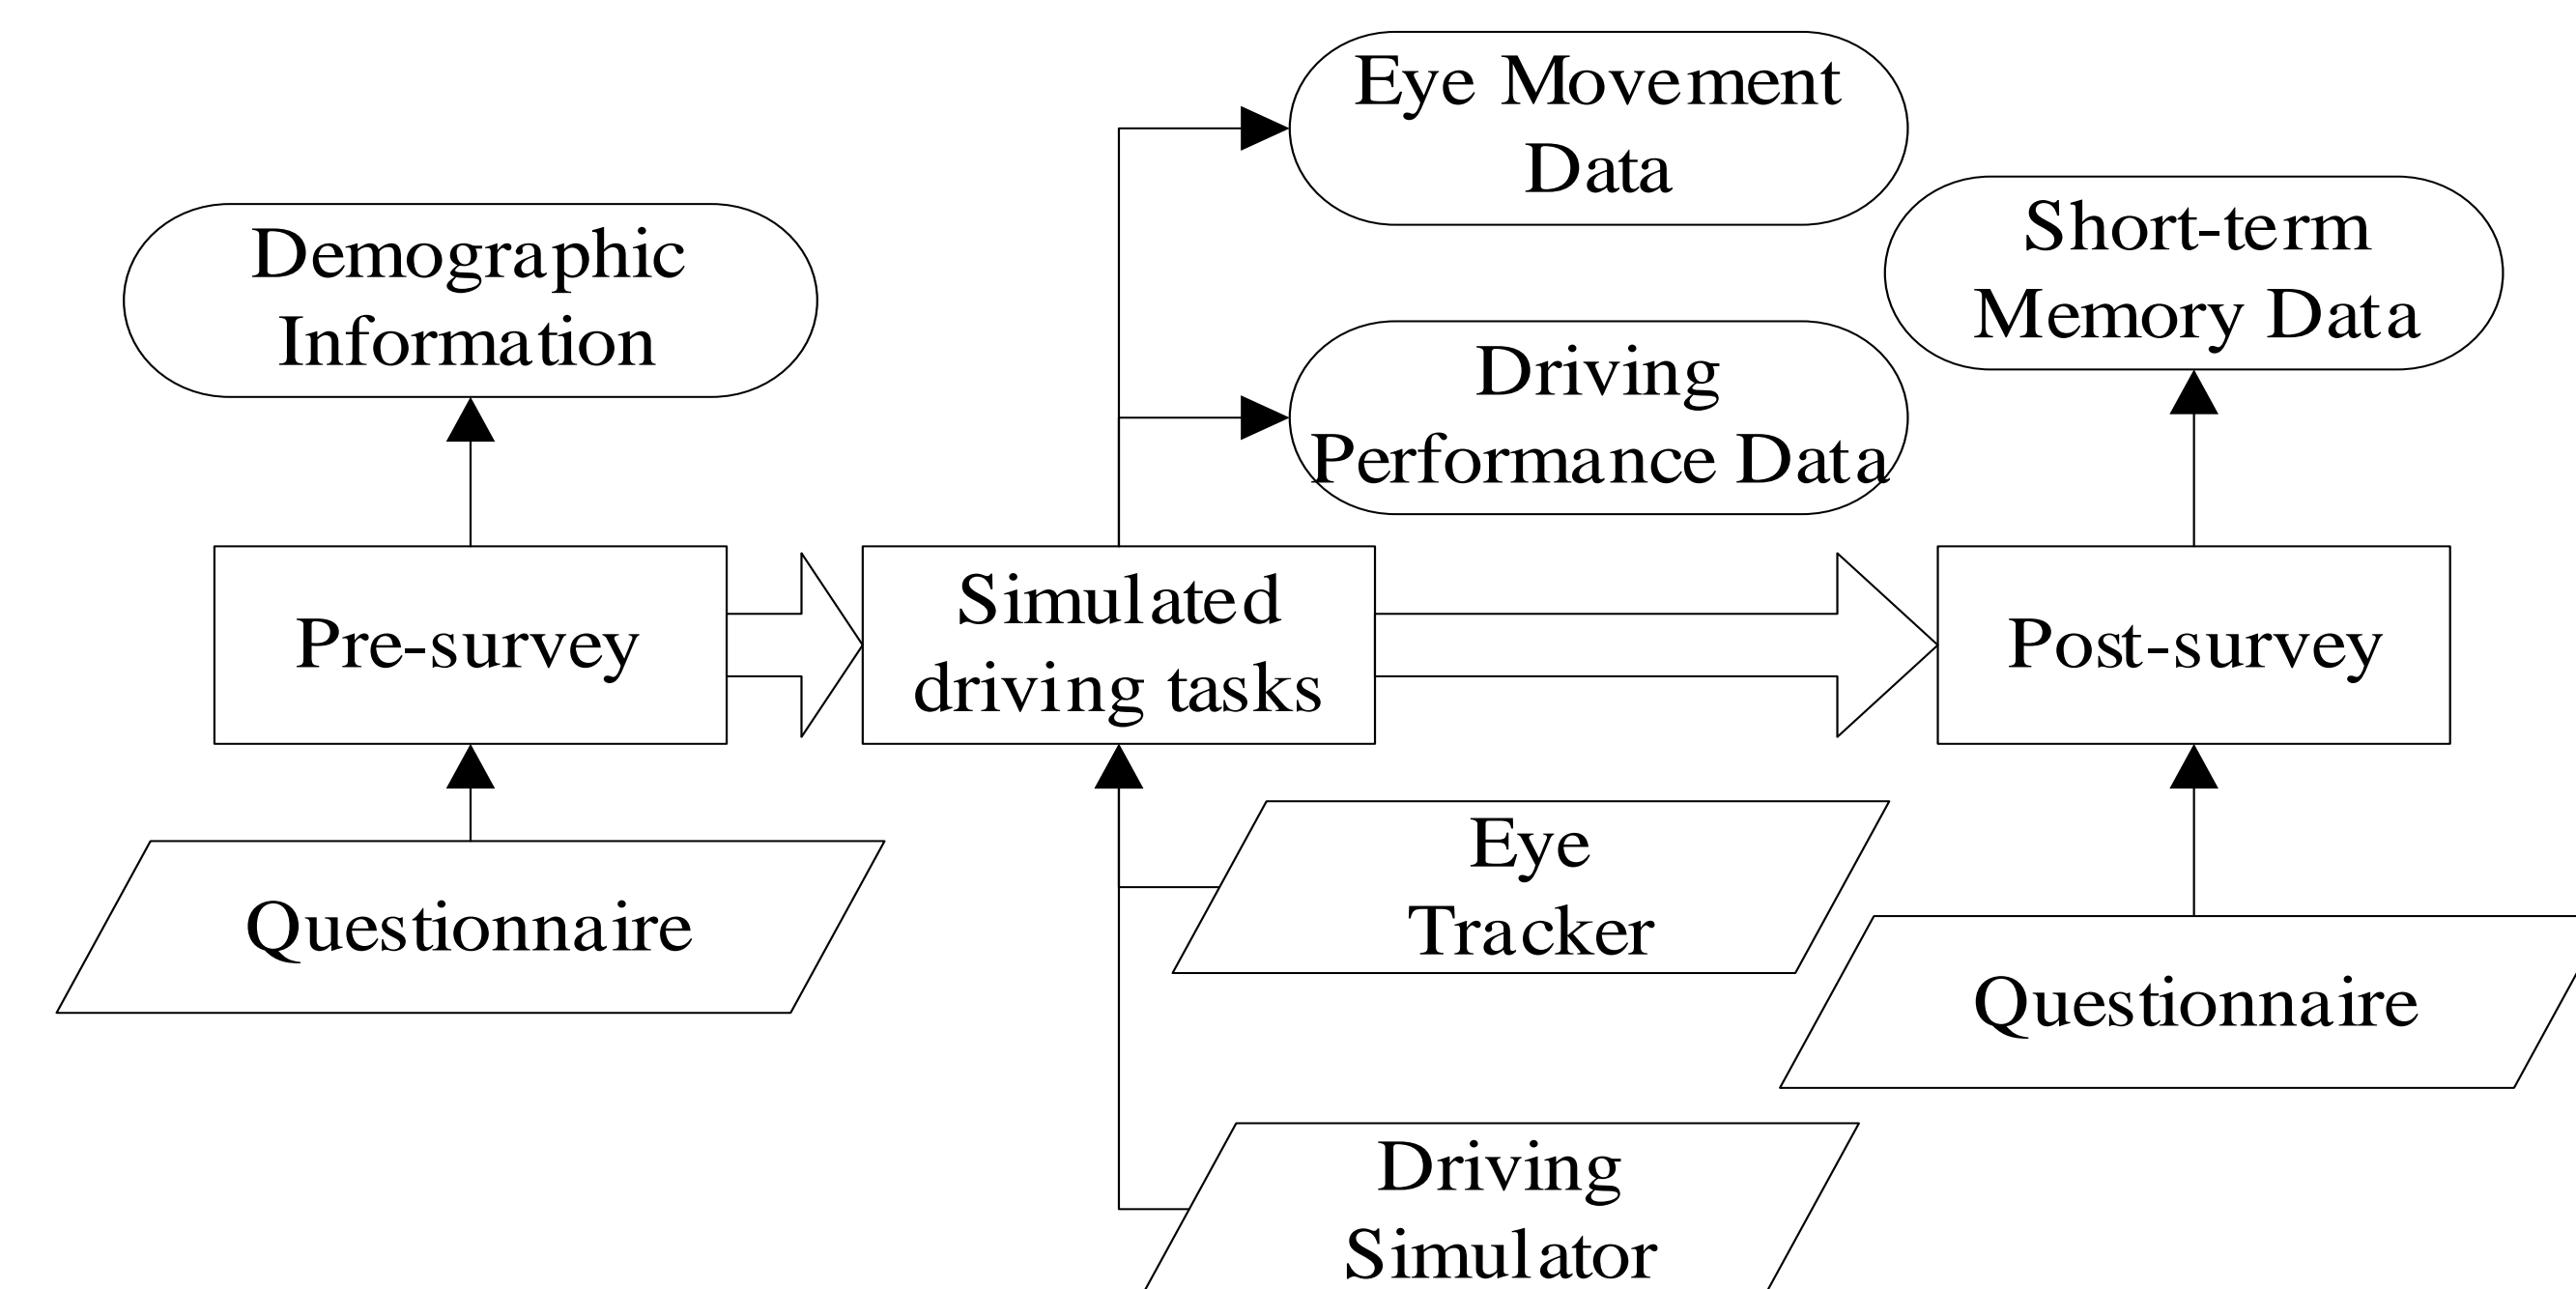 Eye Movement
Data
Demographic
Information
Short-term
Memory Data
Driving
Performance Data
Pre-survey
Simulated
driving tasks
Post-survey
Questionnaire
Eye
Tracker
Questionnaire
Driving
Simulator